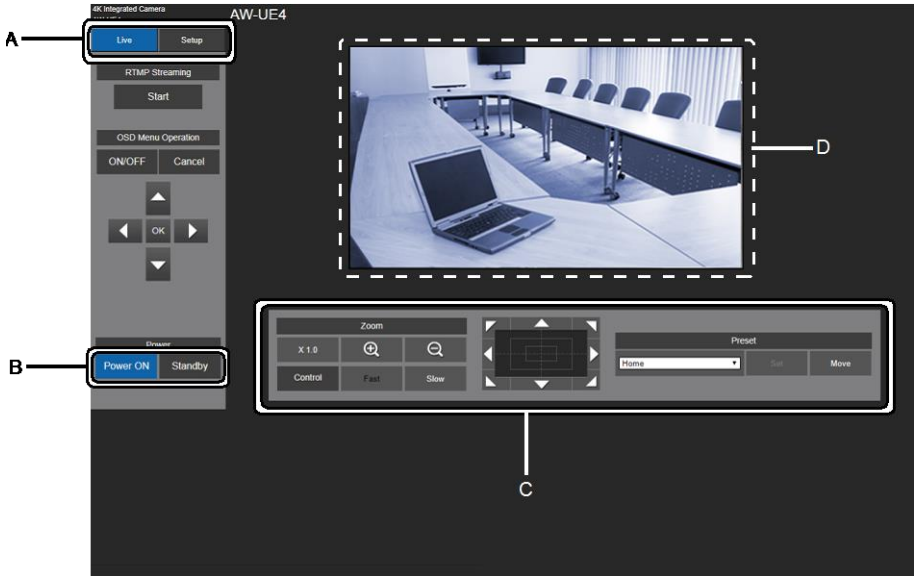 4K Integrated Camera
AW-UE4
A
Live Setup
RTMP Streaming
Start
OSD Menu Operation
ON/OFF Cancel
OK
D
Power
B
Power ON Standby
Zoom
X 1.0
Control Fast Slow
Preset
Home Set Move
C